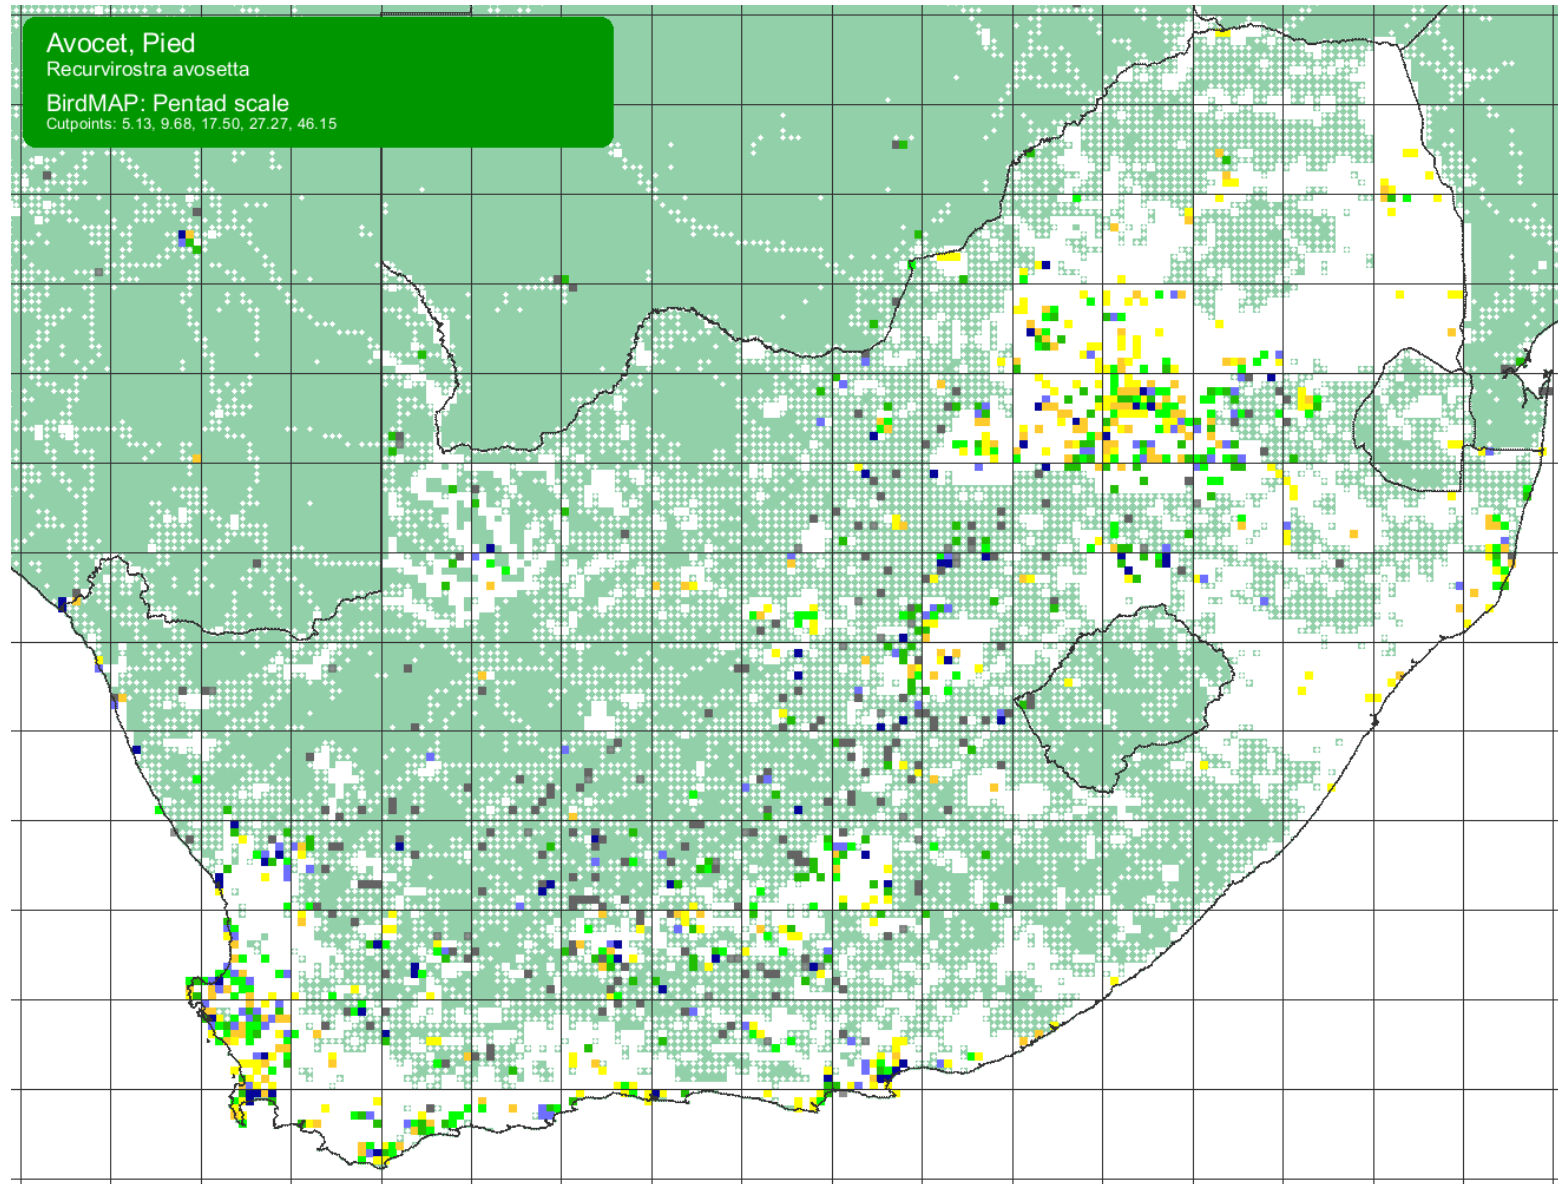 Avocet, Pied
Recurvirostra avosetta
BirdMAP: Pentad scale
Cutpoints: 5.13, 9.68, 17.50, 27.27, 46.15